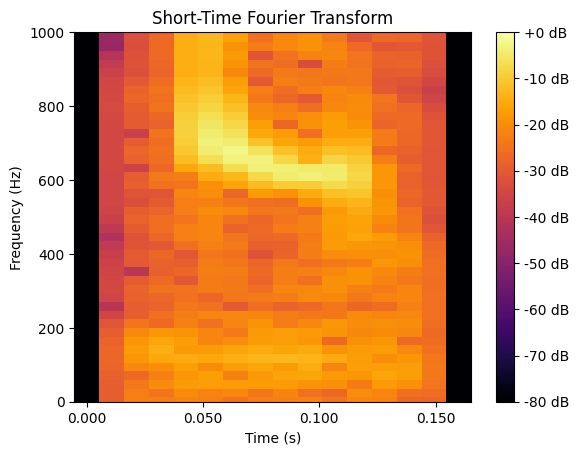 Short-Time Fourier Transform
1000
800
600
400
200
0
Frequency (Hz)
0.000
0.050
0.100
0.150
Time (s)
+0 dB
-10 dB
-20 dB
-30 dB
-40 dB
-50 dB
-60 dB
-70 dB
-80 dB